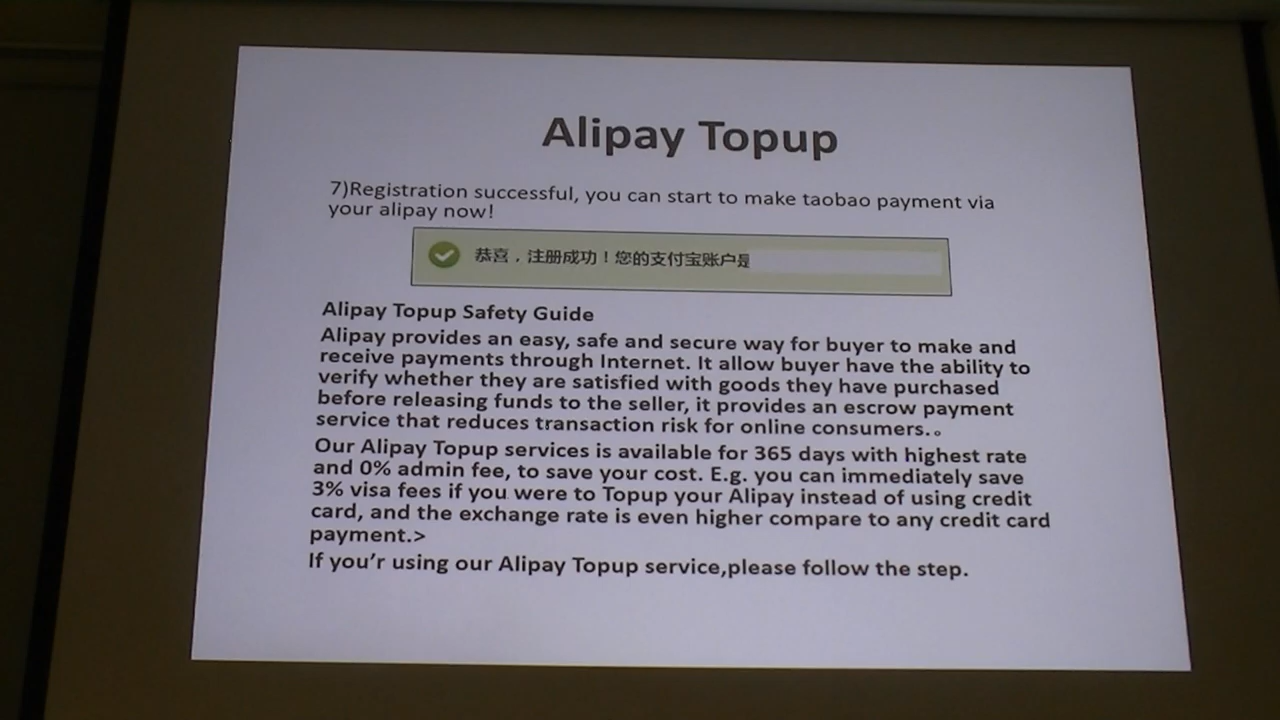 Alipay Topup
7)Registration successful, you can start to make taobao payment via
your alipay now!
恭喜，注册成功！您的支付宝账户是
Alipay Topup Safety Guide
Alipay provides an easy, safe and secure way for buyer to make and
receive payments through Internet. It allow buyer have the ability to
verify whether they are satisfied with goods they have purchased
before releasing funds to the seller, it provides an escrow payment
service that reduces transaction risk for online consumers.。
Our Alipay Topup services is available for 365 days with highest rate
and 0% admin fee, to save your cost. E.g. you can immediately save
3% visa fees if you were to Topup your Alipay instead of using credit
card, and the exchange rate is even higher compare to any credit card
payment.>
If you’r using our Alipay Topup service,please follow the step.